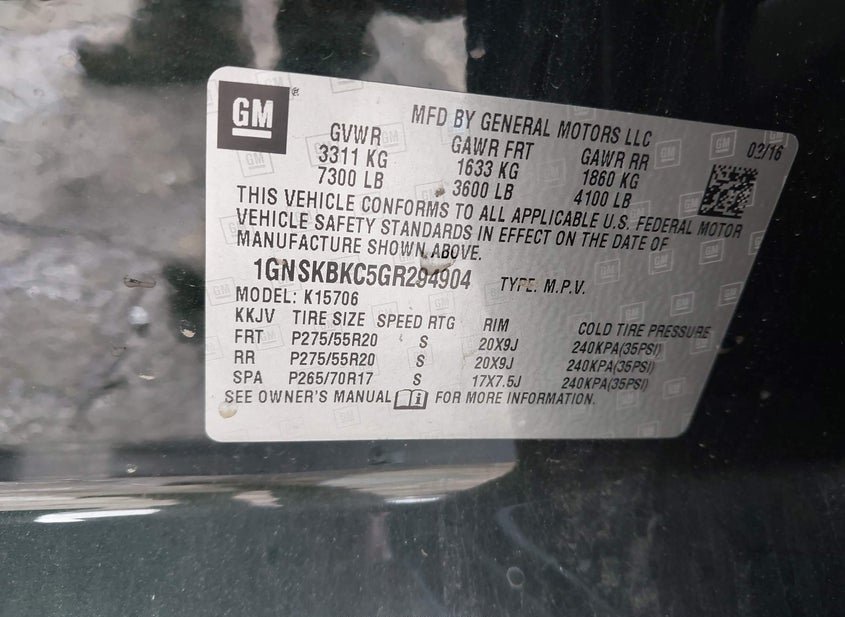 GM
MFD BY GENERAL MOTORS LLC
03/16
GVWR GAWR FRT GAWR RR
3311 KG 1633 KG 1860 KG
7300 LB 3600 LB 4100 LB
THIS VEHICLE CONFORMS TO ALL APPLICABLE U.S. FEDERAL MOTOR
VEHICLE SAFETY STANDARDS IN EFFECT ON THE DATE OF
MANUFACTURE SHOWN ABOVE.
1GNSKBKC5GR294904 TYPE: M.P.V.
MODEL: K15706
KKJV TIRE SIZE SPEED RTG RIM COLD TIRE PRESSURE
FRT P275/55R20 S 20X9J 240KPA(35PSI)
RR P275/55R20 S 20X9J 240KPA(35PSI)
SPA P265/70R17 S 17X7.5J 240KPA(35PSI)
SEE OWNER'S MANUAL FOR MORE INFORMATION.